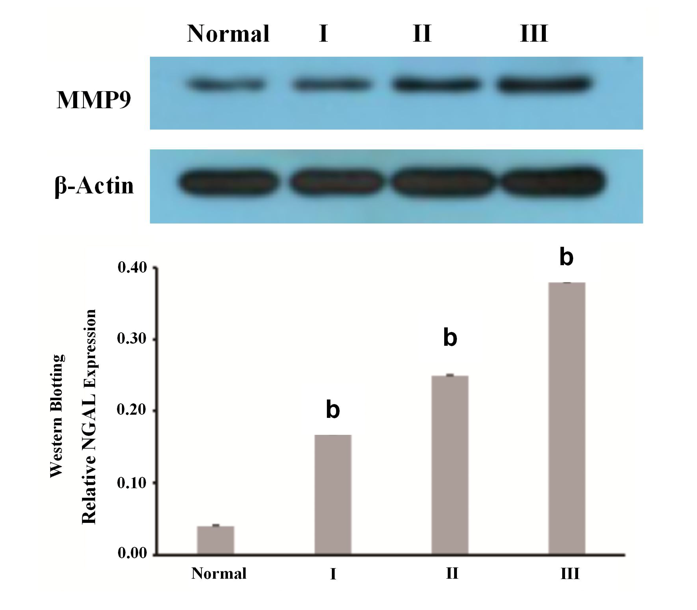 Normal I II III
MMP9
β-Actin
Western Blotting
Relative NGAL Expression
0.40
0.30
0.20
0.10
0.00
b
b
b
Normal I II III